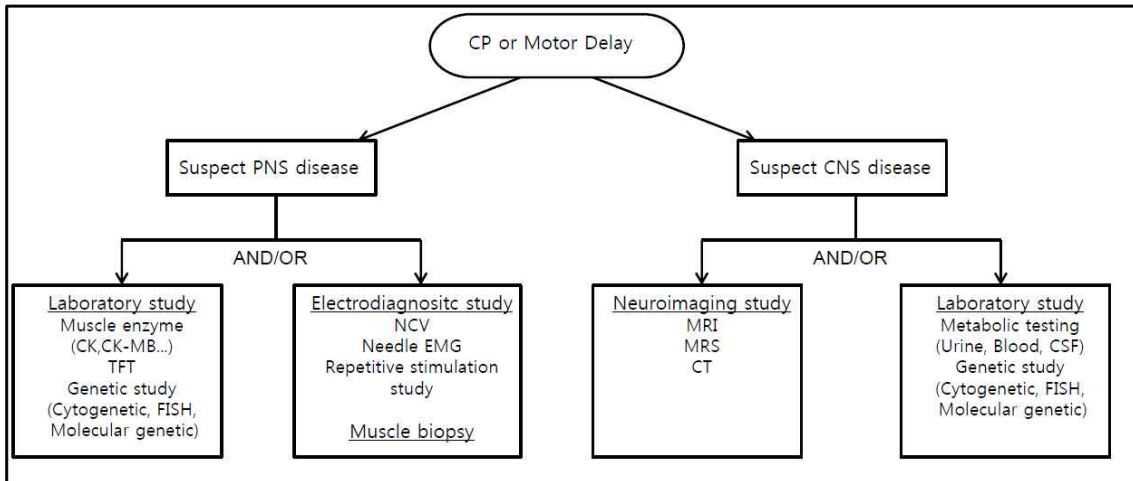 CP or Motor Delay
Suspect PNS disease
Suspect CNS disease
AND/OR
AND/OR
Laboratory study
Muscle enzyme
(CK,CK-MB...)
TFT
Genetic study
(Cytogenetic, FISH,
Molecular genetic)
Electrodiagnositc study
NCV
Needle EMG
Repetitive stimulation
study
Muscle biopsy
Neuroimaging study
MRI
MRS
CT
Laboratory study
Metabolic testing
(Urine, Blood, CSF)
Genetic study
(Cytogenetic, FISH,
Molecular genetic)